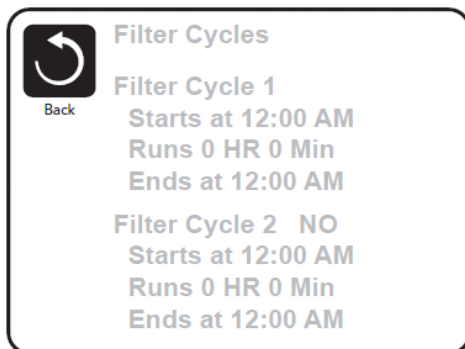 Filter Cycles
Back
Filter Cycle 1
Starts at 12:00 AM
Runs 0 HR 0 Min
Ends at 12:00 AM
Filter Cycle 2 NO
Starts at 12:00 AM
Runs 0 HR 0 Min
Ends at 12:00 AM